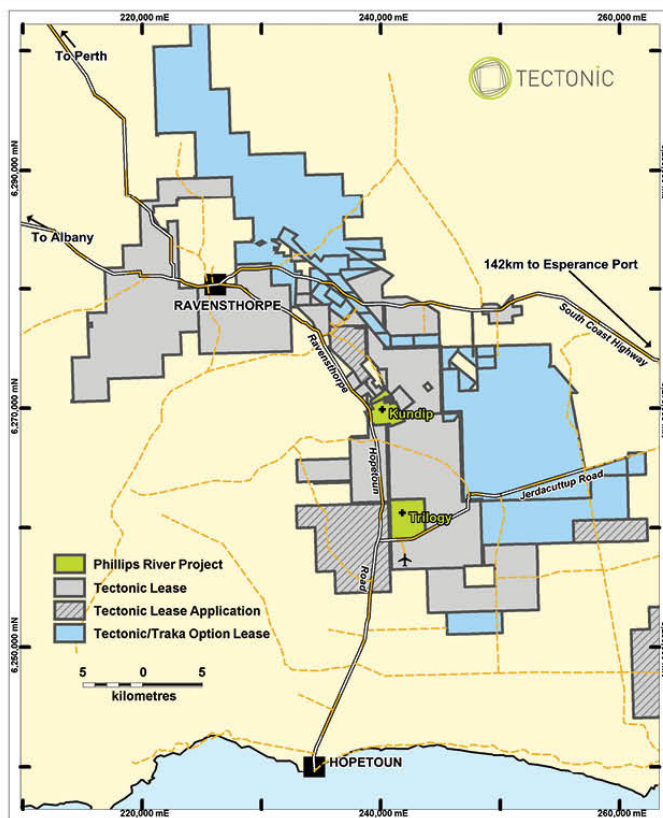 220,000 mE
240,000 mE
260,000 mE
To Perth
TECTONIC
6,290,000 mN
To Albany
142km to Esperance Port
RAVENSTHORPE
South Coast Highway
Ravensthorpe
6,270,000 mN
Kundip
Hopetoun
Jerdacuttup Road
Trilogy
Road
Phillips River Project
Tectonic Lease
Tectonic Lease Application
Tectonic/Traka Option Lease
6,250,000 mN
5 0 5
kilometres
HOPETOUN
220,000 mE
240,000 mE
260,000 mE